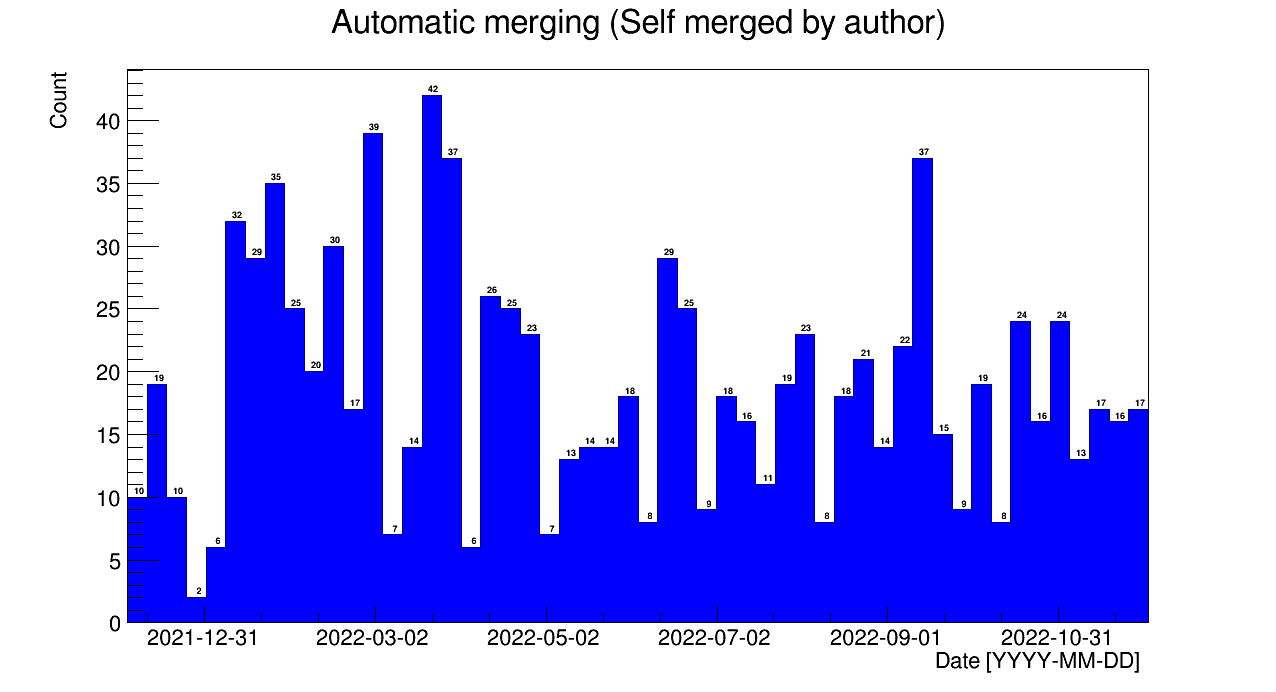 Automatic merging (Self merged by author)
Count
40
35
30
25
20
15
10
5
0
10 19 10 2 6 32 29 35 25 20 30 17 39 7 14 42 37 6 26 25 23 7 13 14 14 18 8 29 25 9 18 16 11 19 23 8 18 21 14 22 37 15 9 19 8 24 16 24 13 17 16 17
2021-12-31 2022-03-02 2022-05-02 2022-07-02 2022-09-01 2022-10-31
Date [YYYY-MM-DD]